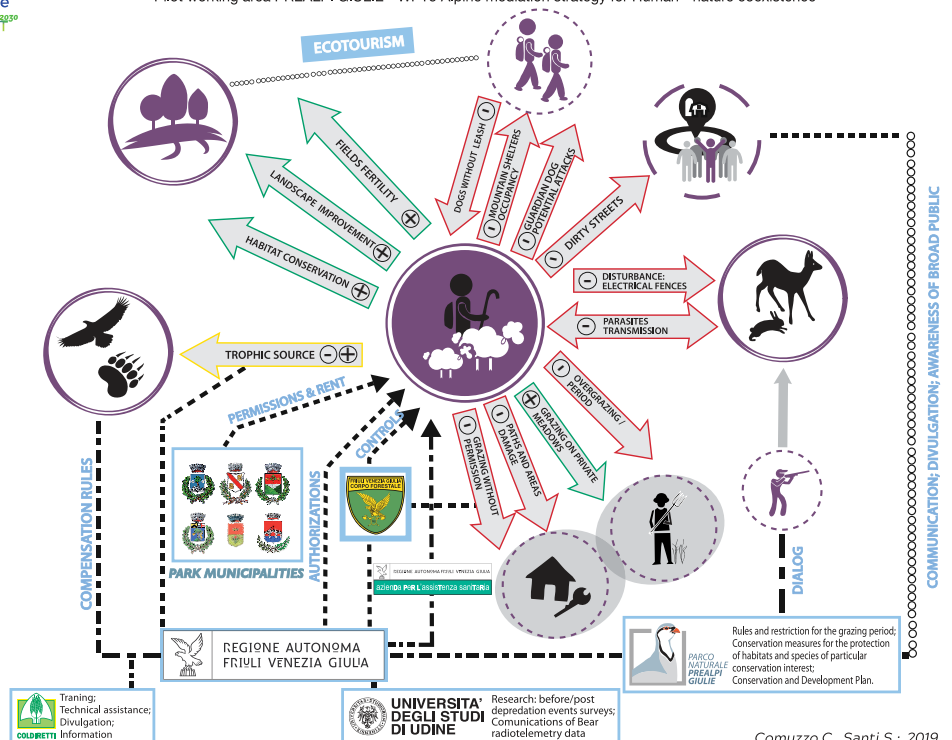 e
2030
ECOTOURISM
DOGS WITHOUT LEASH
MOUNTAIN SHELTERS
OCCUPANCY
GUARDIAN DOG
POTENTIAL ATTACKS
DIRTY STREETS
FIELDS FERTILITY
LANDSCAPE IMPROVEMENT
HABITAT CONSERVATION
DISTURBANCE:
ELECTRICAL FENCES
PARASITES
TRANSMISSION
TROPHIC SOURCE
OVERGRAZING /
PERIOD
GRAZING ON PRIVATE
MEADOWS
PATHS AND AREAS
DAMAGE
GRAZING WITHOUT
PERMISSION
PERMISSIONS & RENT
CONTROLS
AUTHORIZATIONS
COMPENSATION RULES
COMMUNICATION; DIVULGATION; AWARENESS OF BROAD PUBLIC
DIALOG
FRIULI VENEZIA GIULIA
CORPO FORESTALE
PARK MUNICIPALITIES
REGIONE AUTONOMA FRIULI VENEZIA GIULIA
azienda PER L'assisTenza saniTaRia
REGIONE AUTONOMA
FRIULI VENEZIA GIULIA
PARCO
NATURALE
PREALPI
GIULIE
Rules and restriction for the grazing period;
Conservation measures for the protection
of habitats and species of particular
conservation interest;
Conservation and Development Plan.
COLDIRETTI
Traning;
Technical assistance;
Divulgation;
Information
UNIVERSITA'
DEGLI STUDI
DI UDINE
Research: before/post
depredation events surveys;
Comunications of Bear
radiotelemetry data
Comuzzo C., Santi S.; 2019